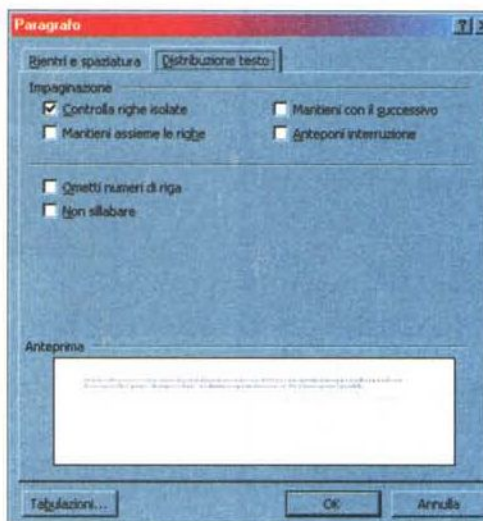 Paragrafo
Rientri e spaziatura Distribuzione testo
Impaginazione
Controlla righe isolate Mantieni con il successivo
Mantieni assieme le righe Anteponi interruzione
Ometti numeri di riga
Non sillabare
Anteprima
Tabulazioni... OK Annulla